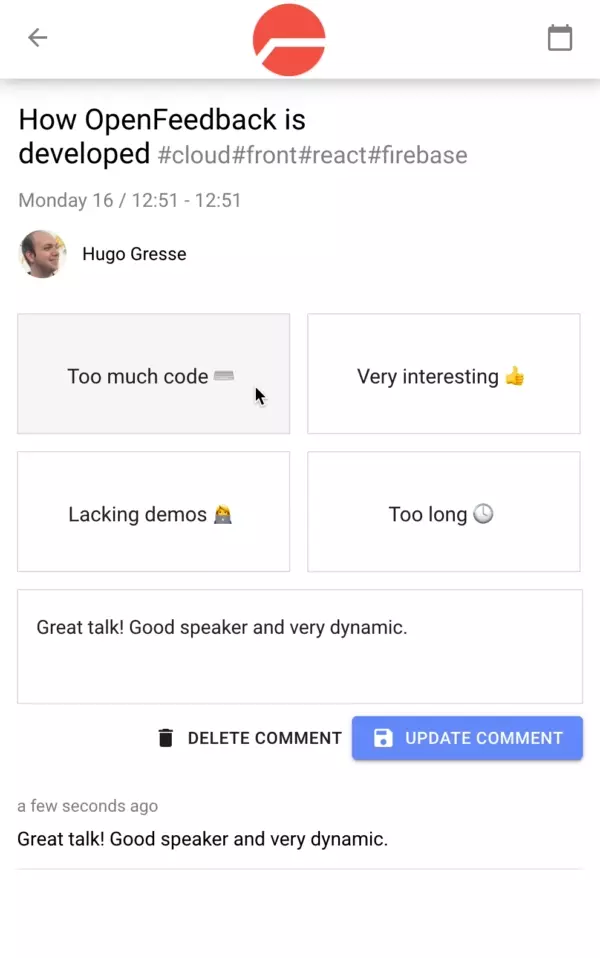 How OpenFeedback is
developed #cloud#front#react#firebase
Monday 16 / 12:51 - 12:51
Hugo Gresse
Too much code
Very interesting 👍
Lacking demos
Too long 🕓
Great talk! Good speaker and very dynamic.
DELETE COMMENT
UPDATE COMMENT
a few seconds ago
Great talk! Good speaker and very dynamic.